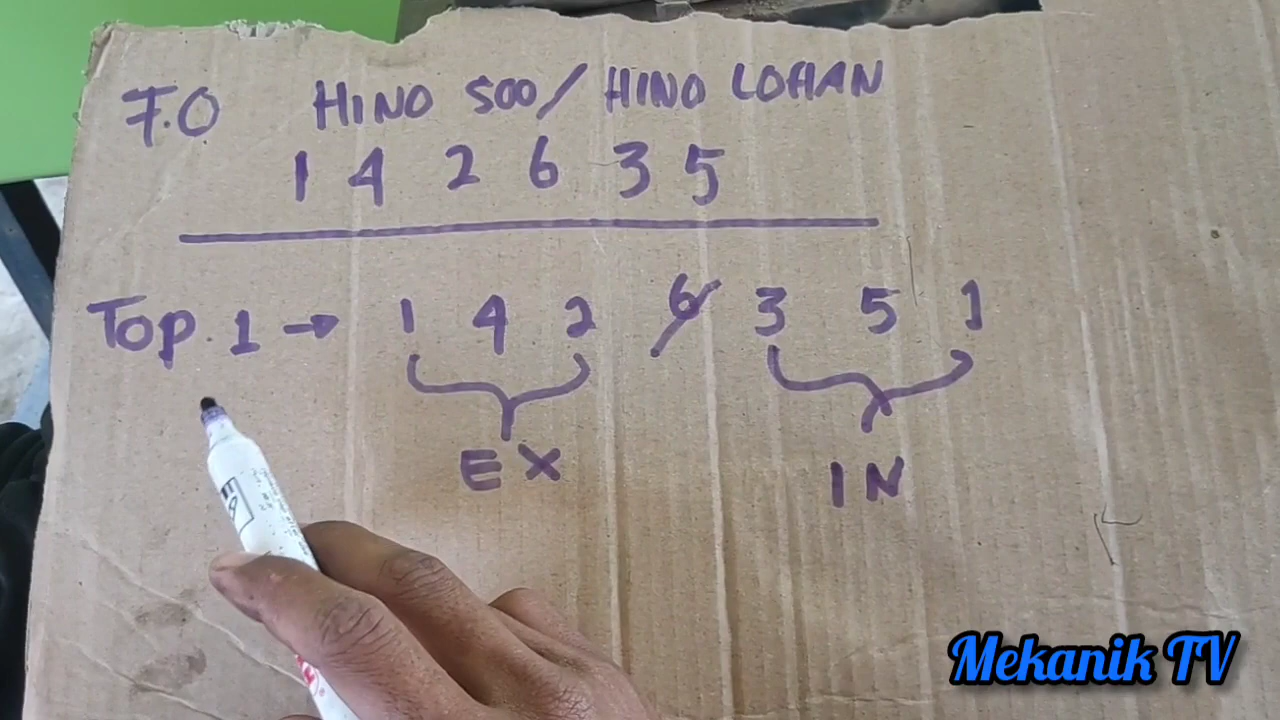 F.O HINO 500/ HINO LOHAN
1 4 2 6 3 5
Top 1 → 1 4 2 6 3 5 1
EX IN
Mekanik TV